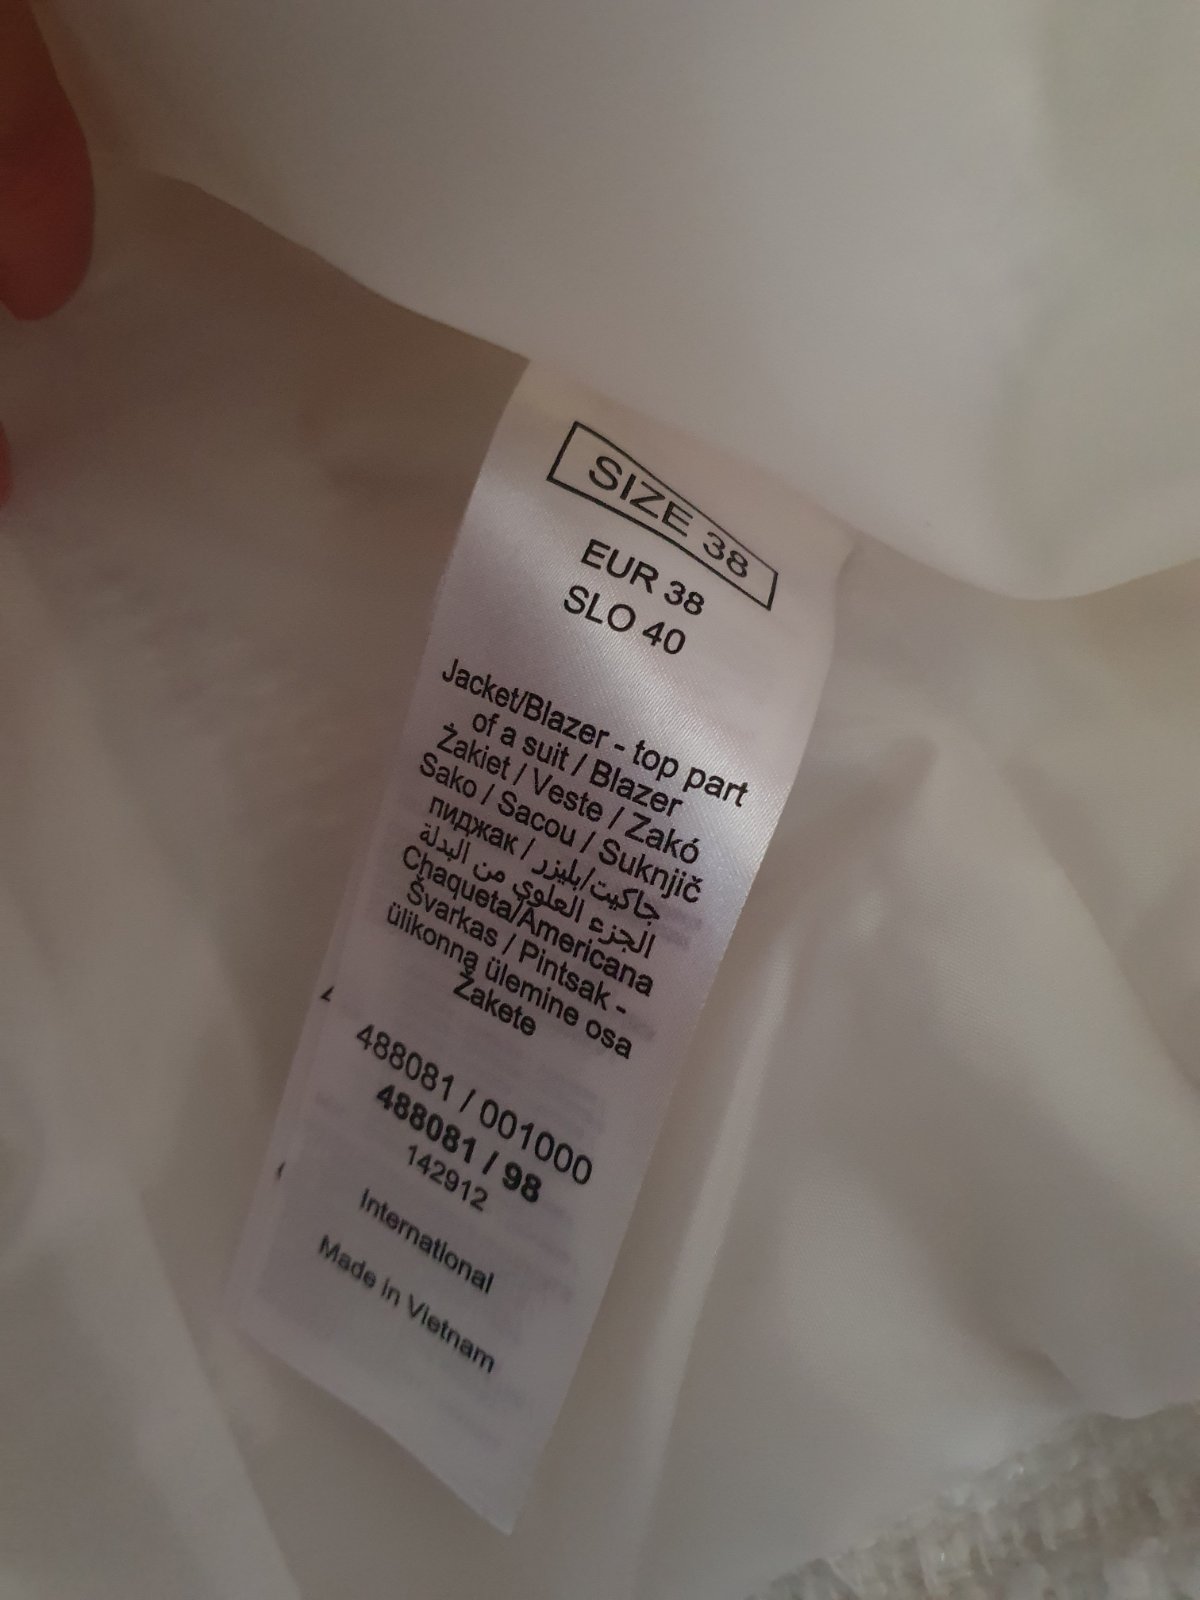 SIZE 38
EUR 38
SLO 40
Jacket/Blazer - top part
of a suit / Blazer
Żakiet / Veste / Zakó
Sako / Sacou / Suknjič
пиджак / جاكيت/بليزر
الجزء العلوي من البدلة
Chaqueta/Americana
Švarkas / Pintsak -
ülikonna ülemine osa
Žakete
488081 / 001000
488081 / 98
142912
International
Made in Vietnam